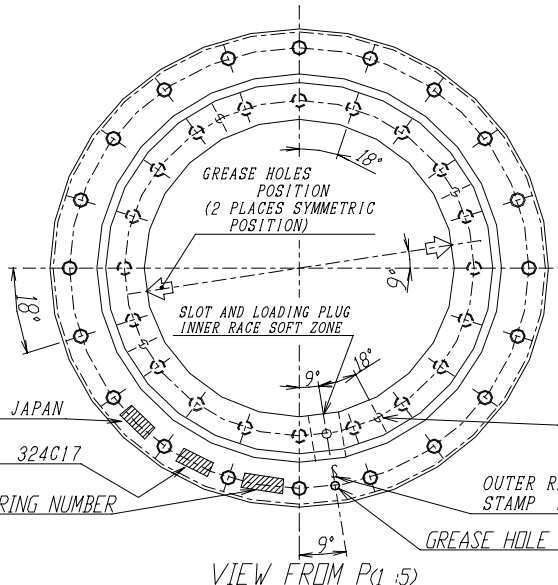 18°
GREASE HOLES
POSITION
(2 PLACES SYMMETRIC
POSITION)
6°
18°
SLOT AND LOADING PLUG
INNER RACE SOFT ZONE
9°
18°
JAPAN
324C17
RING NUMBER
S
OUTER R
STAMP
GREASE HOLE
9°
VIEW FROM P(1:5)